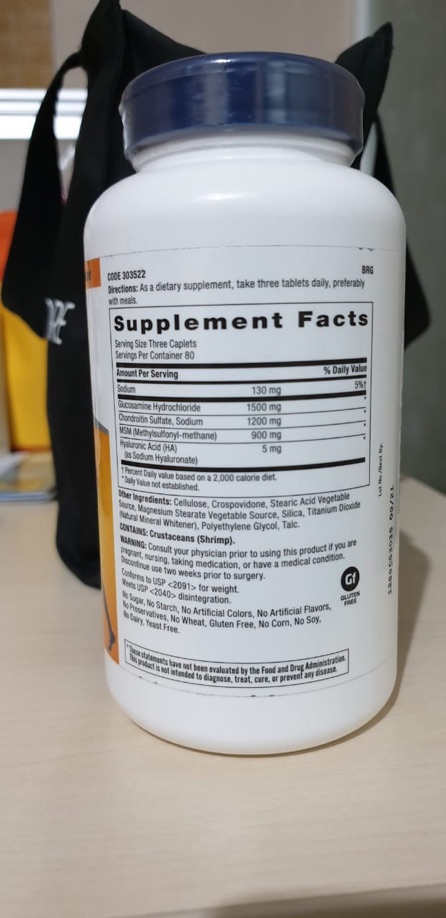 CODE 303522
BRG
Directions: As a dietary supplement, take three tablets daily, preferably
with meals.
Supplement Facts
Serving Size Three Caplets
Servings Per Container 80
Amount Per Serving % Daily Value
Sodium 130 mg 5%†
Glucosamine Hydrochloride 1500 mg *
Chondroitin Sulfate, Sodium 1200 mg *
MSM (Methylsulfonyl-methane) 900 mg *
Hyaluronic Acid (HA) 5 mg *
(as Sodium Hyaluronate)
† Percent Daily value based on a 2,000 calorie diet.
* Daily Value not established.
Other Ingredients: Cellulose, Crospovidone, Stearic Acid Vegetable
Source, Magnesium Stearate Vegetable Source, Silica, Titanium Dioxide
(Natural Mineral Whitener), Polyethylene Glycol, Talc.
CONTAINS: Crustaceans (Shrimp).
WARNING: Consult your physician prior to using this product if you are
pregnant, nursing, taking medication, or have a medical condition.
Discontinue use two weeks prior to surgery.
Conforms to USP <2091> for weight.
Meets USP <2040> disintegration.
No Sugar, No Starch, No Artificial Colors, No Artificial Flavors,
No Preservatives, No Wheat, Gluten Free, No Corn, No Soy,
No Dairy, Yeast Free.
Gf
GLUTEN
FREE
*These statements have not been evaluated by the Food and Drug Administration.
This product is not intended to diagnose, treat, cure, or prevent any disease.
Lot No./Best By:
09/21